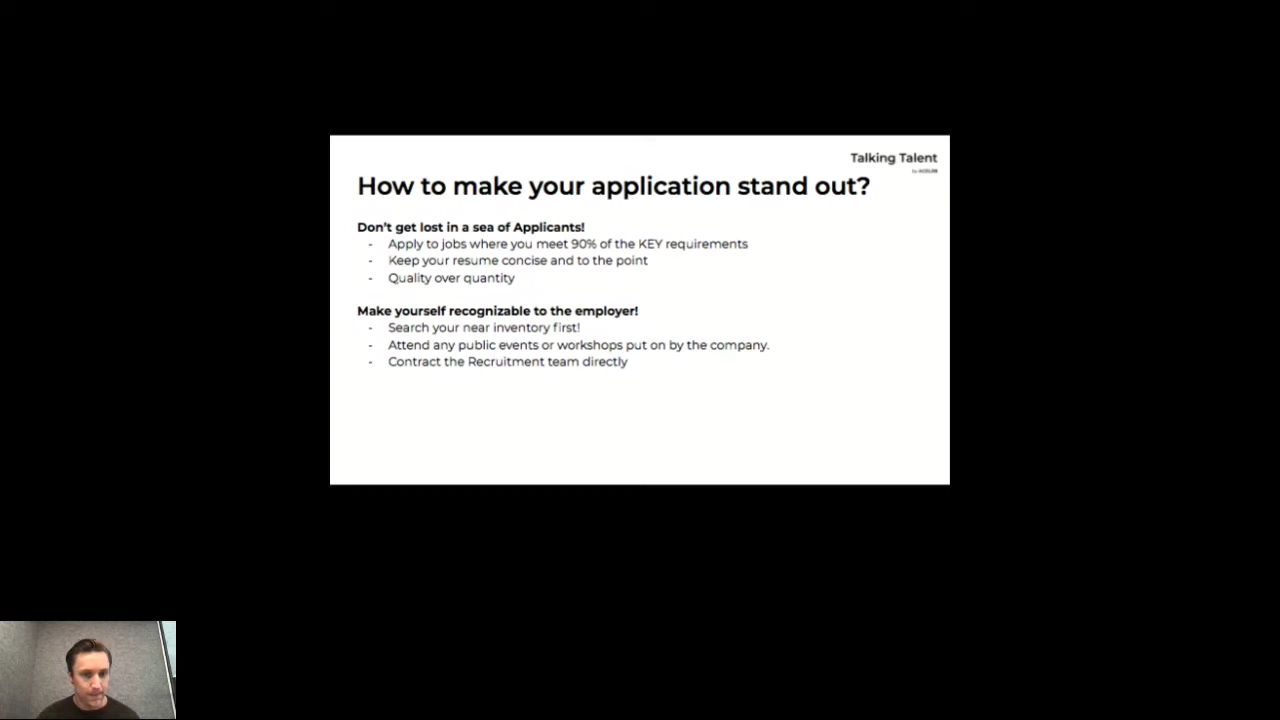 Talking Talent
How to make your application stand out?
Don't get lost in a sea of Applicants!
- Apply to jobs where you meet 90% of the KEY requirements
- Keep your resume concise and to the point
- Quality over quantity
Make yourself recognizable to the employer!
- Search your near inventory first!
- Attend any public events or workshops put on by the company.
- Contract the Recruitment team directly